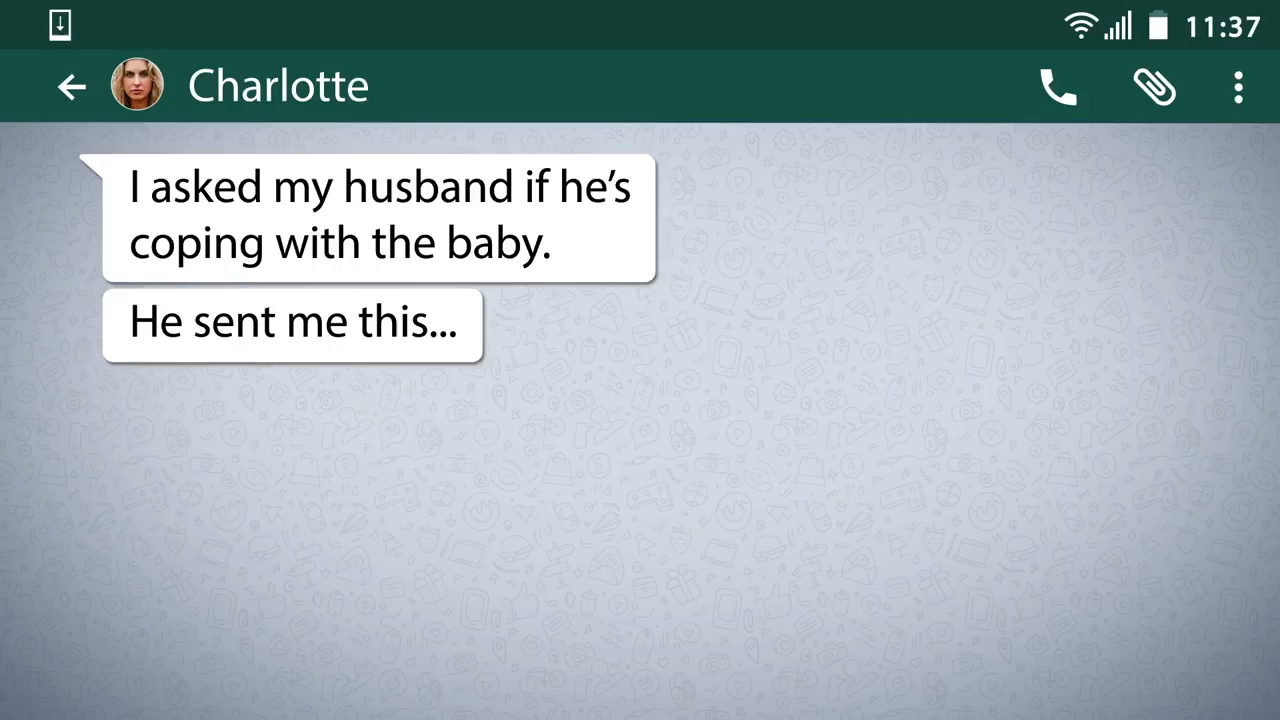 11:37
Charlotte
I asked my husband if he’s
coping with the baby.
He sent me this...